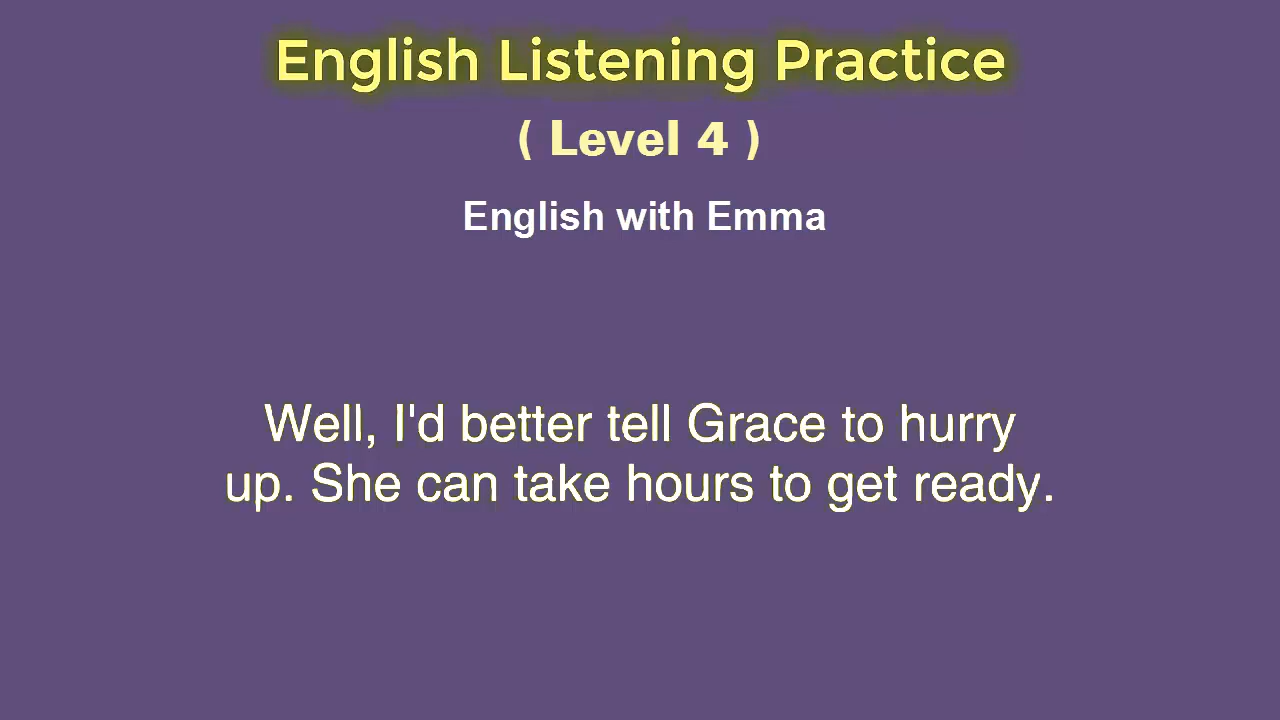 English Listening Practice
( Level 4 )
English with Emma
Well, I'd better tell Grace to hurry
up. She can take hours to get ready.